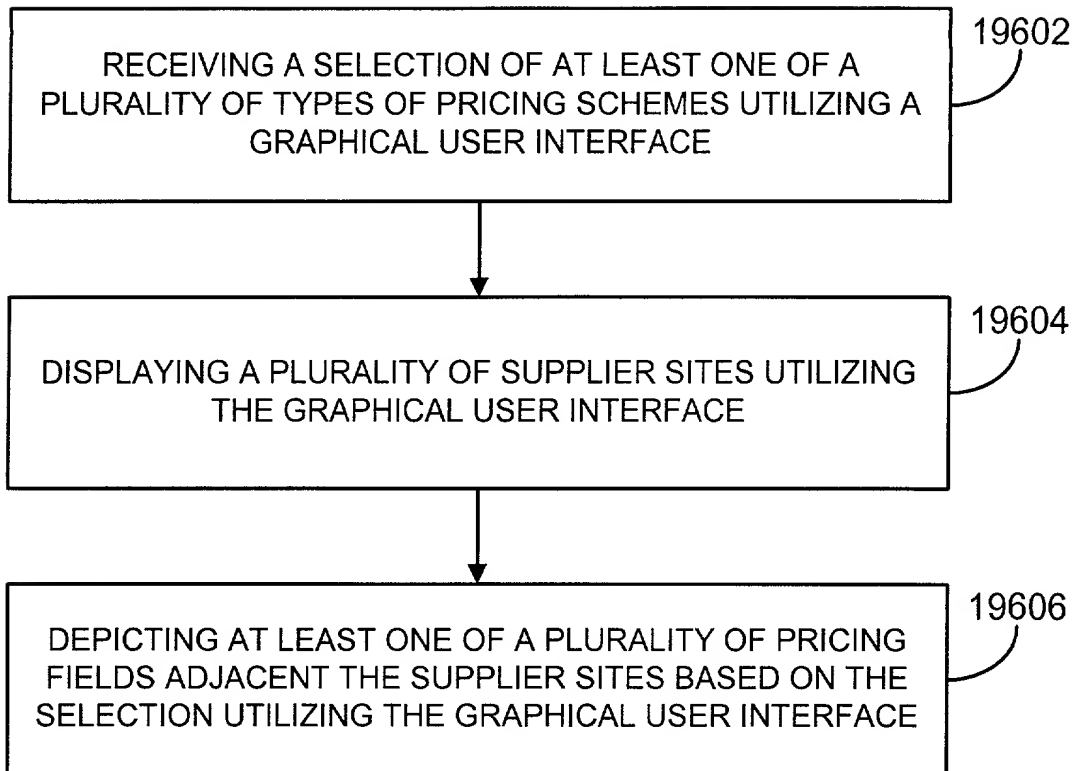 19602
RECEIVING A SELECTION OF AT LEAST ONE OF A
PLURALITY OF TYPES OF PRICING SCHEMES UTILIZING A
GRAPHICAL USER INTERFACE
19604
DISPLAYING A PLURALITY OF SUPPLIER SITES UTILIZING
THE GRAPHICAL USER INTERFACE
19606
DEPICTING AT LEAST ONE OF A PLURALITY OF PRICING
FIELDS ADJACENT THE SUPPLIER SITES BASED ON THE
SELECTION UTILIZING THE GRAPHICAL USER INTERFACE